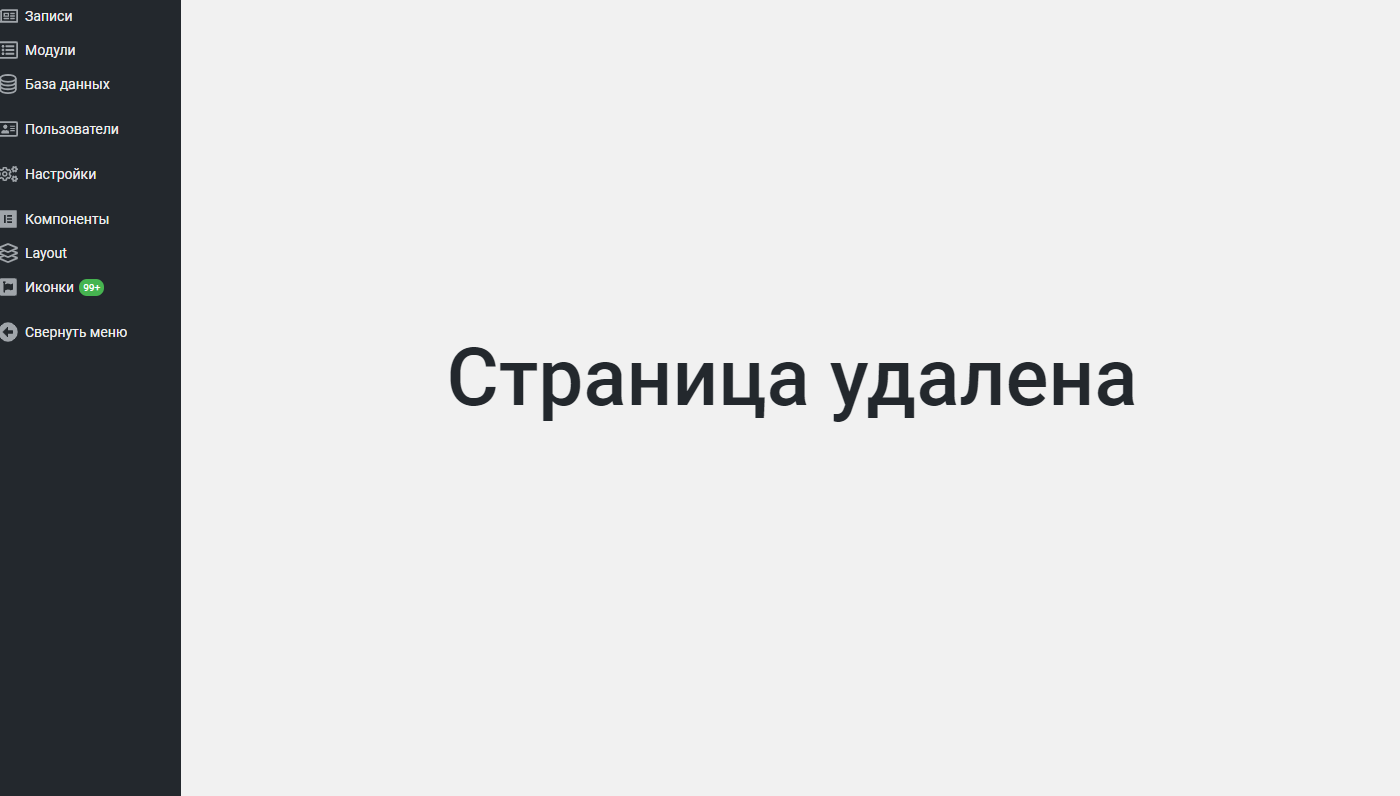 Записи
Модули
База данных
Пользователи
Настройки
Компоненты
Layout
Иконки 99+
Свернуть меню
Страница удалена